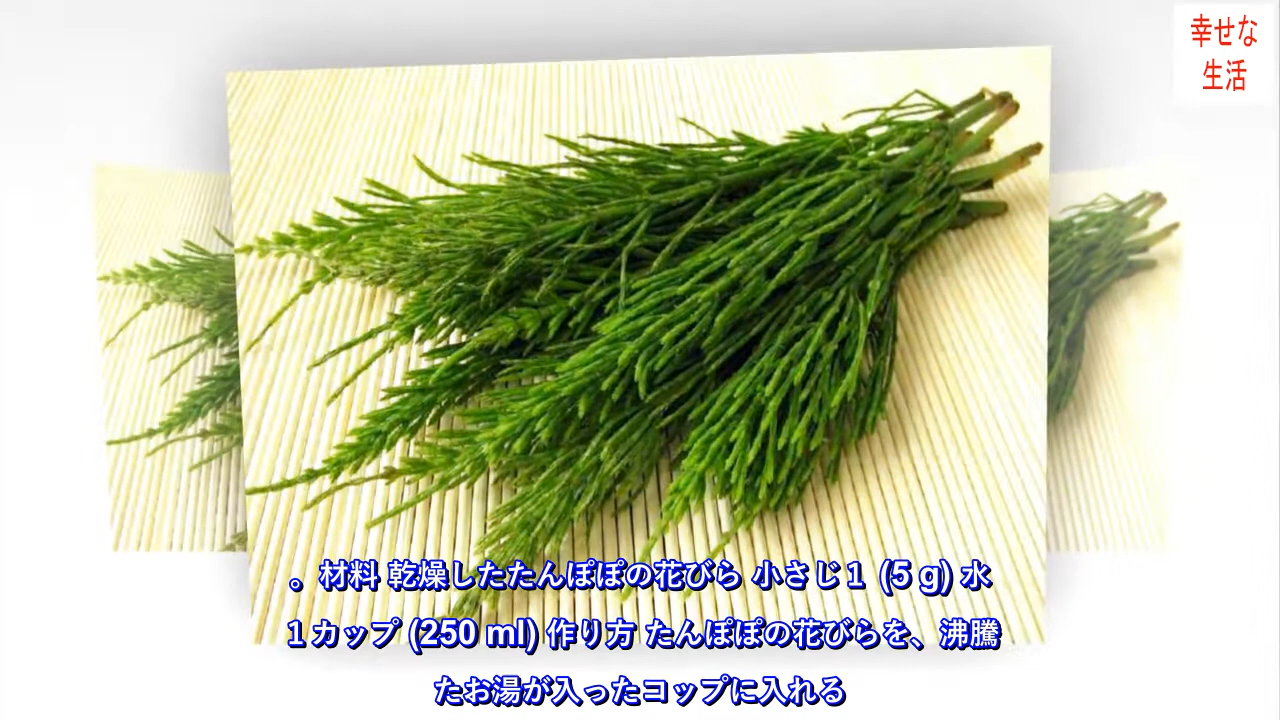 幸せな
生活
。材料 乾燥したたんぽぽの花びら 小さじ1 (5 g) 水
1カップ (250 ml) 作り方 たんぽぽの花びらを、沸騰
たお湯が入ったコップに入れる